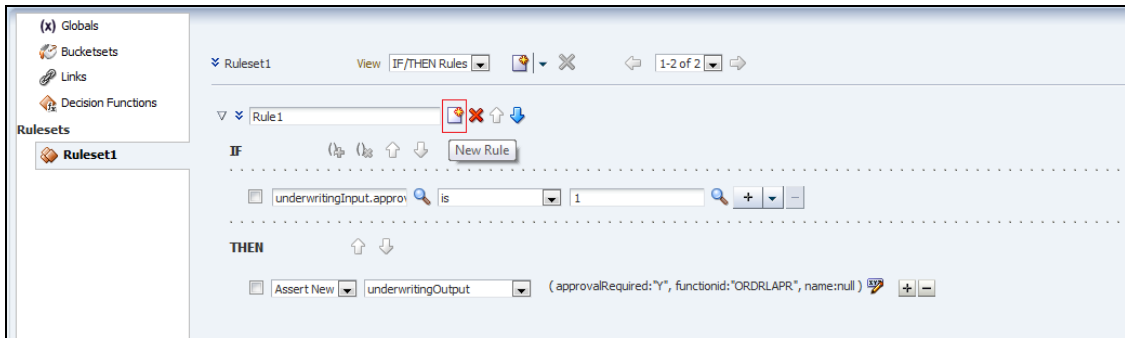 (x) Globals
Bucketsets
Links
Decision Functions
Rulesets
Ruleset1
Ruleset1 View IF/THEN Rules 1-2 of 2
Rule1
IF New Rule
underwritingInput.approv is 1
THEN
Assert New underwritingOutput ( approvalRequired:"Y", functionid:"ORDRLAPR", name:null )